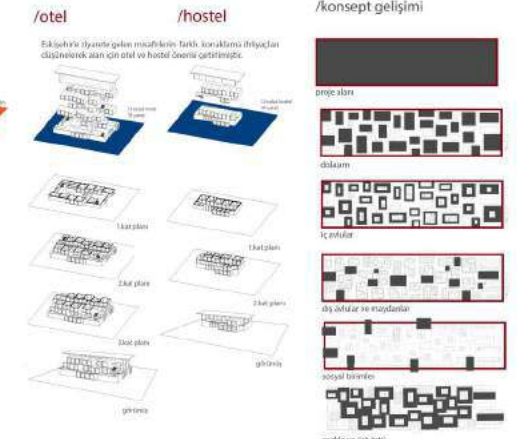 /otel
/hostel
Eskişehir'e ziyarete gelen misafirlerin farklı konaklama ihtiyaçları
düşünelerek alan için otel ve hostel önerisi getirilmiştir.
1.kat planı
2.kat planı
3.kat planı
görünüş
1.kat planı
2.kat planı
görünüş
/konsept gelişimi
proje alanı
dolaşım
iç avlular
dış avlular ve meydanlar
sosyal birimler